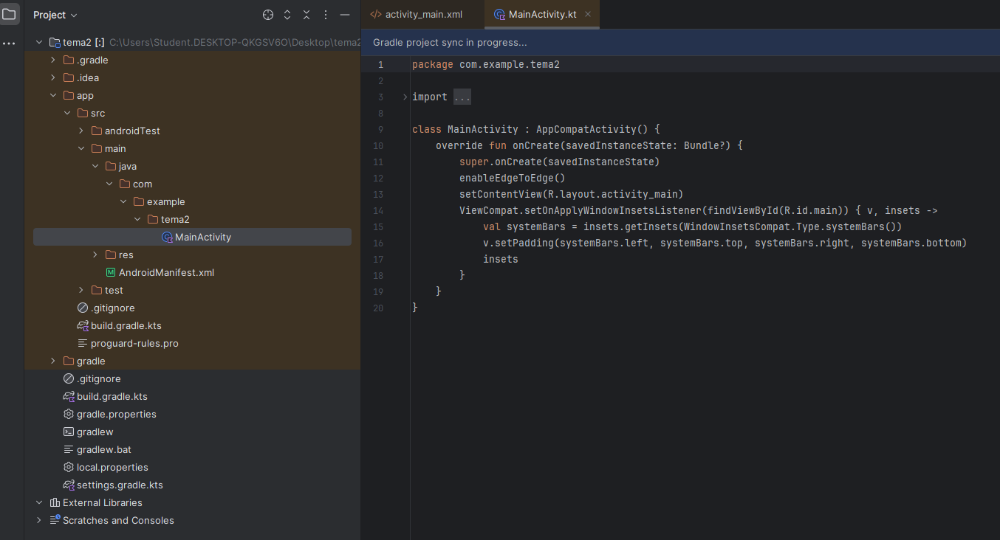 Project
tema2 [:] C:\Users\Student.DESKTOP-QKGSV6O\Desktop\tema2
.gradle
.idea
app
src
androidTest
main
java
com
example
tema2
MainActivity
res
AndroidManifest.xml
test
.gitignore
build.gradle.kts
proguard-rules.pro
gradle
.gitignore
build.gradle.kts
gradle.properties
gradlew
gradlew.bat
local.properties
settings.gradle.kts
External Libraries
Scratches and Consoles
activity_main.xml
MainActivity.kt
Gradle project sync in progress...
1 package com.example.tema2
2
3 import ...
8
9 class MainActivity : AppCompatActivity() {
10 override fun onCreate(savedInstanceState: Bundle?) {
11 super.onCreate(savedInstanceState)
12 enableEdgeToEdge()
13 setContentView(R.layout.activity_main)
14 ViewCompat.setOnApplyWindowInsetsListener(findViewById(R.id.main)) { v, insets ->
15 val systemBars = insets.getInsets(WindowInsetsCompat.Type.systemBars())
16 v.setPadding(systemBars.left, systemBars.top, systemBars.right, systemBars.bottom)
17 insets
18 }
19 }
20 }